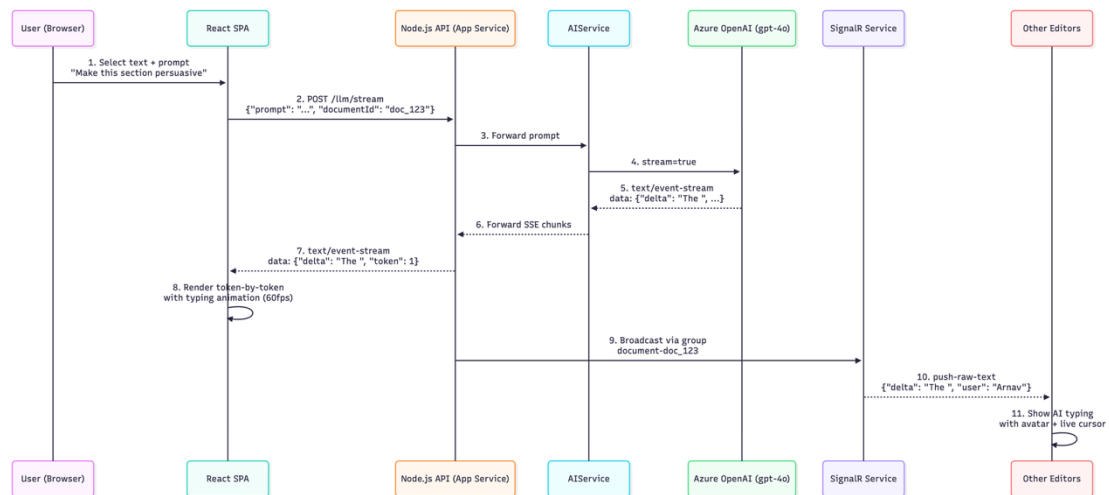 User (Browser)
React SPA
Node.js API (App Service)
AIService
Azure OpenAI (gpt-4o)
SignalR Service
Other Editors
1. Select text + prompt
"Make this section persuasive"
2. POST /llm/stream
{"prompt": "…", "documentId": "doc_123"}
3. Forward prompt
4. stream=true
5. text/event-stream
data: {"delta": "The ", …}
6. Forward SSE chunks
7. text/event-stream
data: {"delta": "The ", "token": 1}
8. Render token-by-token
with typing animation (60fps)
9. Broadcast via group
document-doc_123
10. push-raw-text
{"delta": "The ", "user": "Arnav"}
11. Show AI typing
with avatar + live cursor
User (Browser)
React SPA
Node.js API (App Service)
AIService
Azure OpenAI (gpt-4o)
SignalR Service
Other Editors